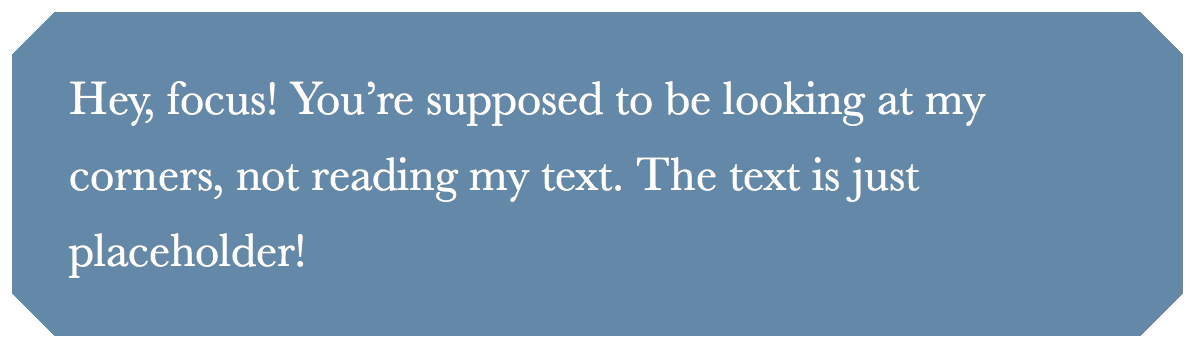 Hey, focus! You’re supposed to be looking at my
corners, not reading my text. The text is just
placeholder!